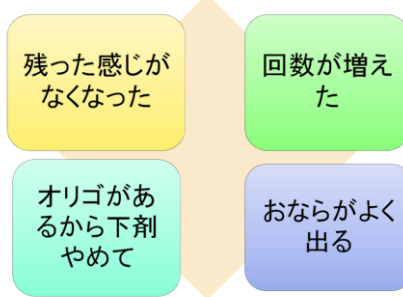 残った感じが
なくなった
回数が増え
た
オリゴがあ
るから下剤
やめて
おならがよく
出る